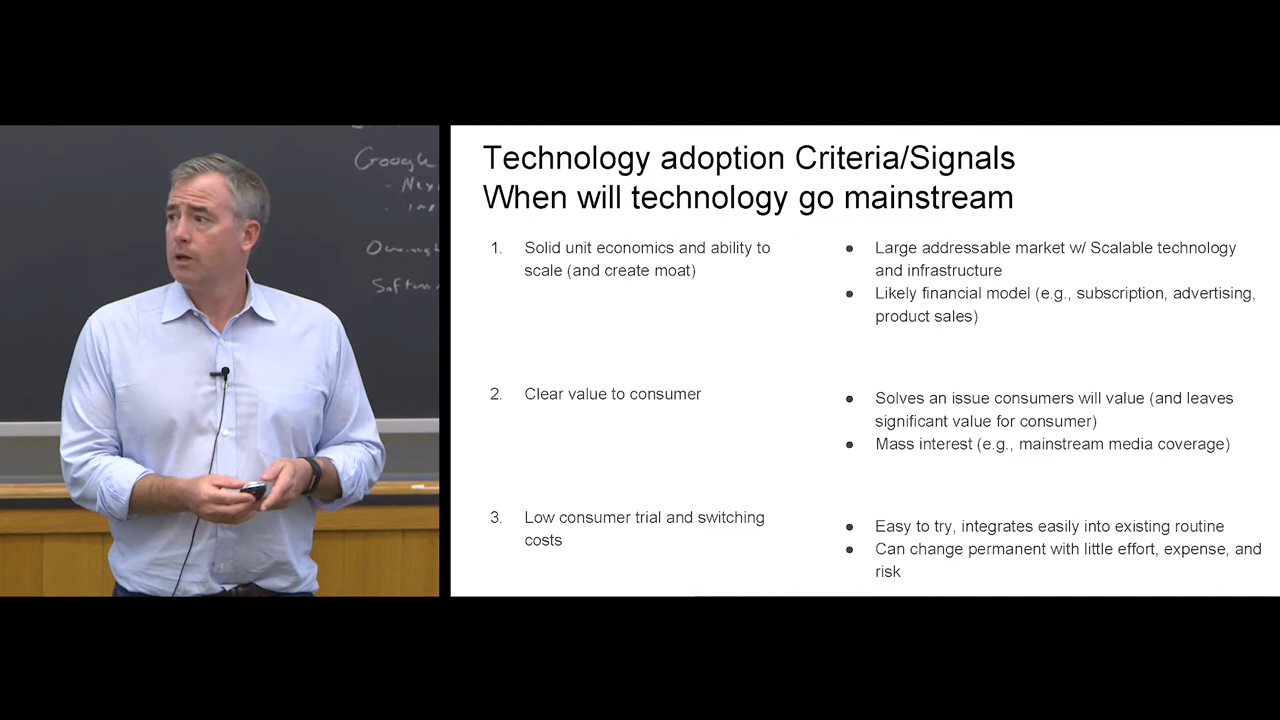 Google
Technology adoption Criteria/Signals
When will technology go mainstream
1. Solid unit economics and ability to
scale (and create moat)
● Large addressable market w/ Scalable technology
and infrastructure
● Likely financial model (e.g., subscription, advertising,
product sales)
2. Clear value to consumer
● Solves an issue consumers will value (and leaves
significant value for consumer)
● Mass interest (e.g., mainstream media coverage)
3. Low consumer trial and switching
costs
● Easy to try, integrates easily into existing routine
● Can change permanent with little effort, expense, and
risk